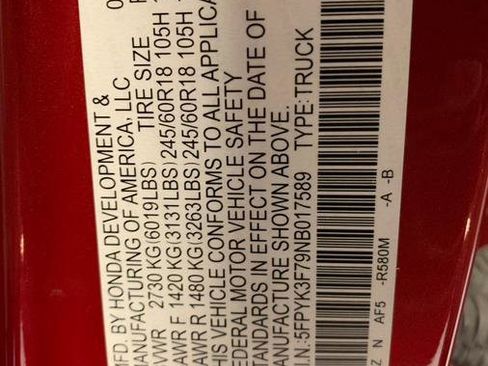 MFD. BY HONDA DEVELOPMENT &
MANUFACTURING OF AMERICA, LLC
TIRE SIZE
GVWR 2730 KG(6019LBS)
GAWR F 1420 KG(3131LBS) 245/60R18 105H
GAWR R 1480 KG(3263LBS) 245/60R18 105H
THIS VEHICLE CONFORMS TO ALL APPLICA
FEDERAL MOTOR VEHICLE SAFETY
STANDARDS IN EFFECT ON THE DATE OF
MANUFACTURE SHOWN ABOVE.
V.I.N.:5FPYK3F79NB017589 TYPE:TRUCK
Z N AF5 -R580M -A -B